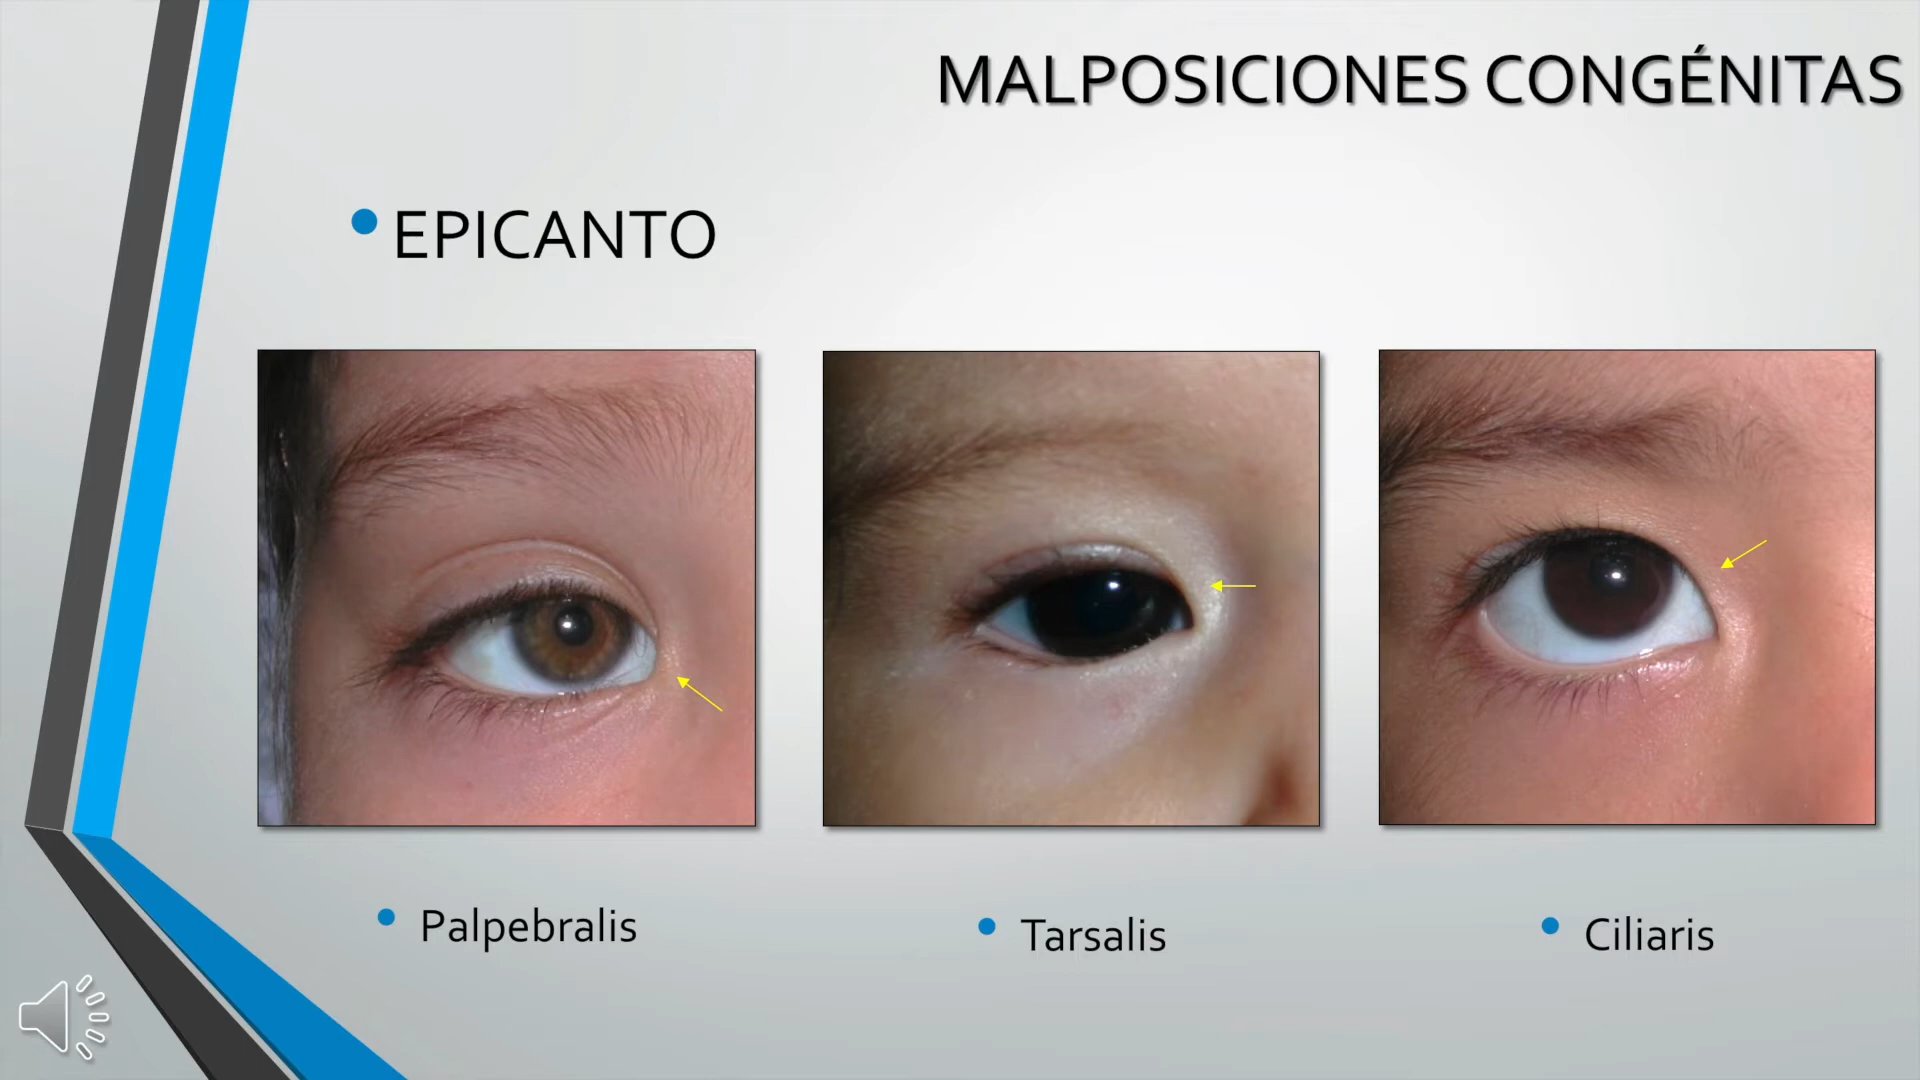 MALPOSICIONES CONGÉNITAS
• EPICANTO
• Palpebralis
• Tarsalis
• Ciliaris